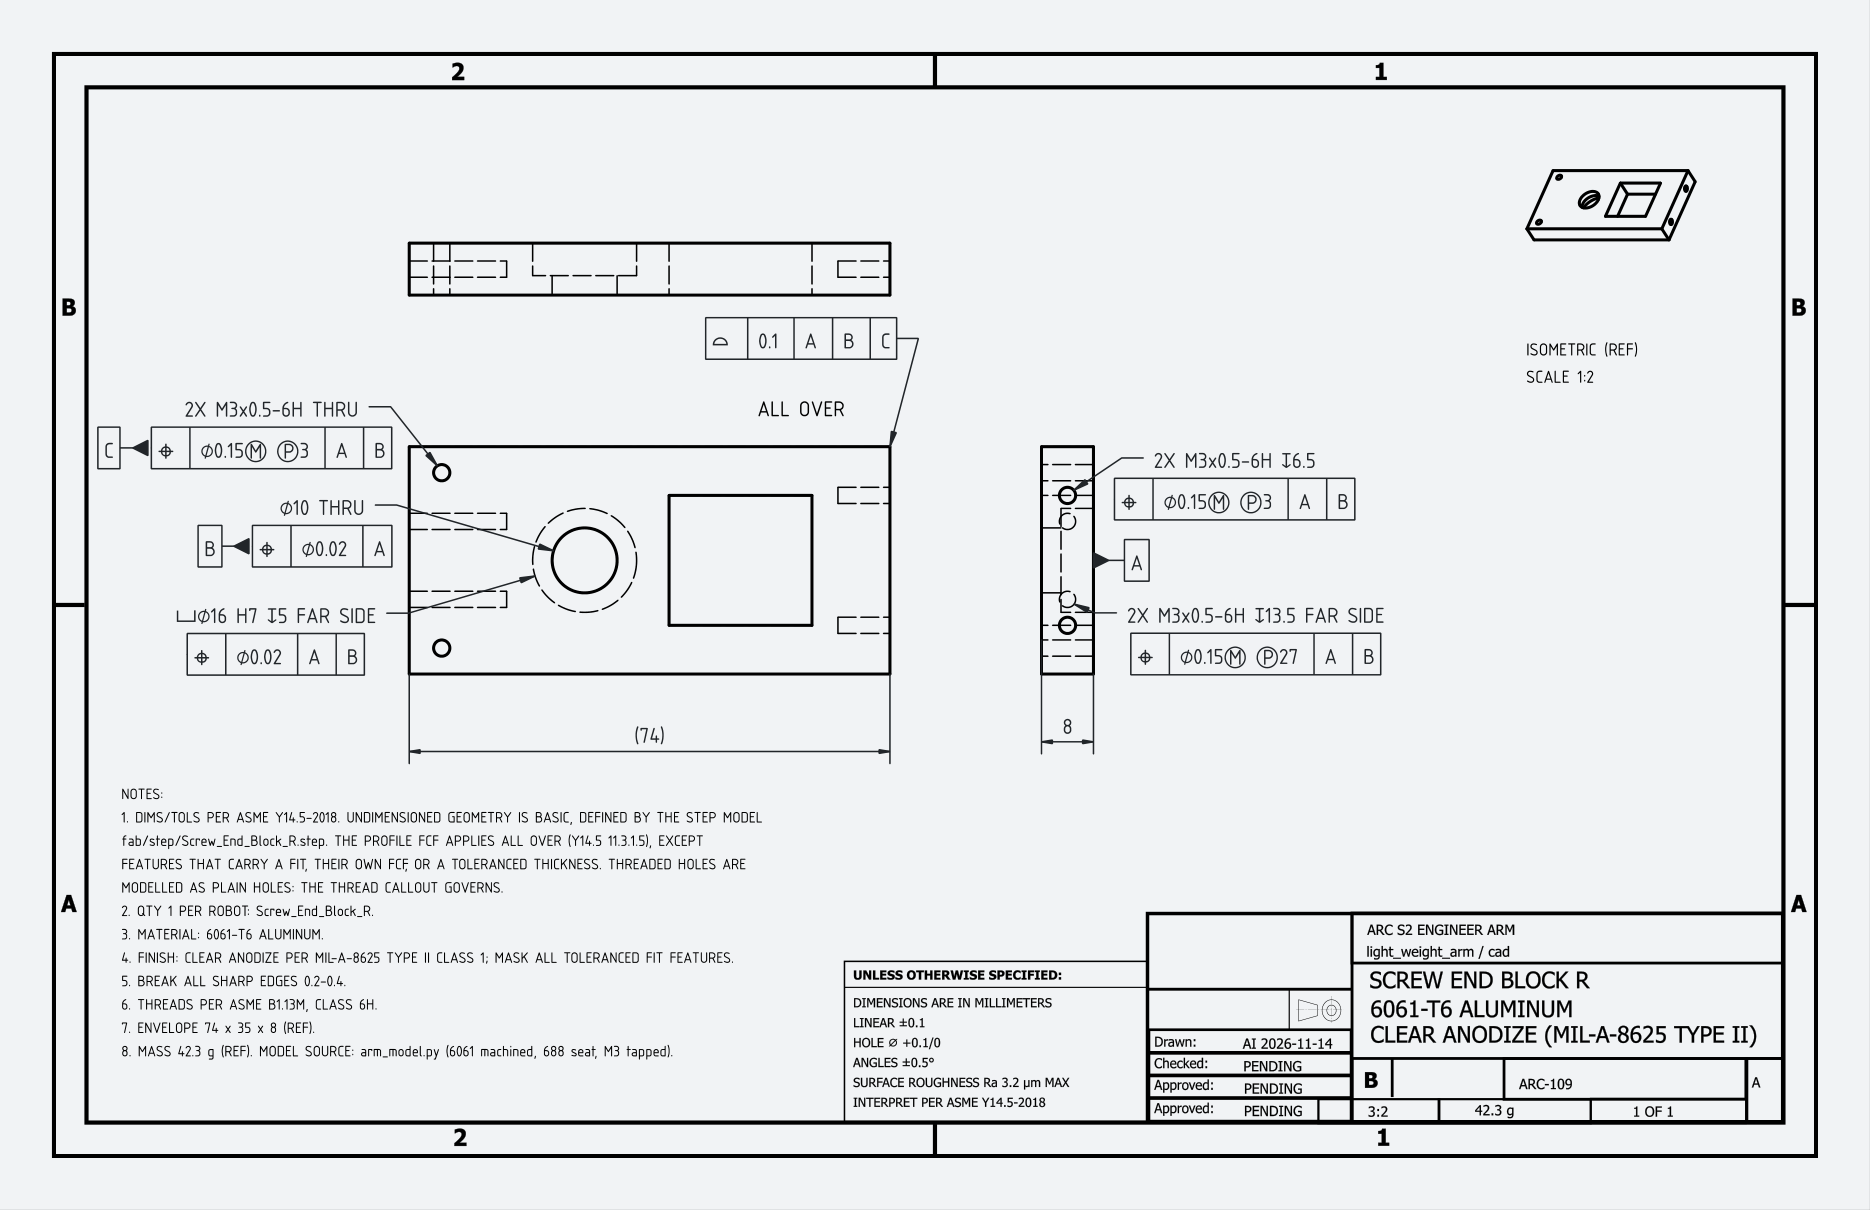 2
1
B
B
ISOMETRIC (REF)
SCALE 1:2
⌓ 0.1 A B C
ALL OVER
2X M3x0.5-6H THRU
C ⌖ ⌀0.15Ⓜ Ⓟ3 A B
⌀10 THRU
B ⌖ ⌀0.02 A
⌴⌀16 H7 ↧5 FAR SIDE
⌖ ⌀0.02 A B
2X M3x0.5-6H ↧6.5
⌖ ⌀0.15Ⓜ Ⓟ3 A B
A
2X M3x0.5-6H ↧13.5 FAR SIDE
⌖ ⌀0.15Ⓜ Ⓟ27 A B
(74)
8
NOTES:
1. DIMS/TOLS PER ASME Y14.5-2018. UNDIMENSIONED GEOMETRY IS BASIC, DEFINED BY THE STEP MODEL
fab/step/Screw_End_Block_R.step. THE PROFILE FCF APPLIES ALL OVER (Y14.5 11.3.1.5), EXCEPT
FEATURES THAT CARRY A FIT, THEIR OWN FCF, OR A TOLERANCED THICKNESS. THREADED HOLES ARE
MODELLED AS PLAIN HOLES: THE THREAD CALLOUT GOVERNS.
2. QTY 1 PER ROBOT: Screw_End_Block_R.
3. MATERIAL: 6061-T6 ALUMINUM.
4. FINISH: CLEAR ANODIZE PER MIL-A-8625 TYPE II CLASS 1; MASK ALL TOLERANCED FIT FEATURES.
5. BREAK ALL SHARP EDGES 0.2-0.4.
6. THREADS PER ASME B1.13M, CLASS 6H.
7. ENVELOPE 74 x 35 x 8 (REF).
8. MASS 42.3 g (REF). MODEL SOURCE: arm_model.py (6061 machined, 688 seat, M3 tapped).
A
A
UNLESS OTHERWISE SPECIFIED:
DIMENSIONS ARE IN MILLIMETERS
LINEAR ±0.1
HOLE ⌀ +0.1/0
ANGLES ±0.5°
SURFACE ROUGHNESS Ra 3.2 µm MAX
INTERPRET PER ASME Y14.5-2018
Drawn: AI 2026-11-14
Checked: PENDING
Approved: PENDING
Approved: PENDING
ARC S2 ENGINEER ARM
light_weight_arm / cad
SCREW END BLOCK R
6061-T6 ALUMINUM
CLEAR ANODIZE (MIL-A-8625 TYPE II)
B ARC-109 A
3:2 42.3 g 1 OF 1
2
1